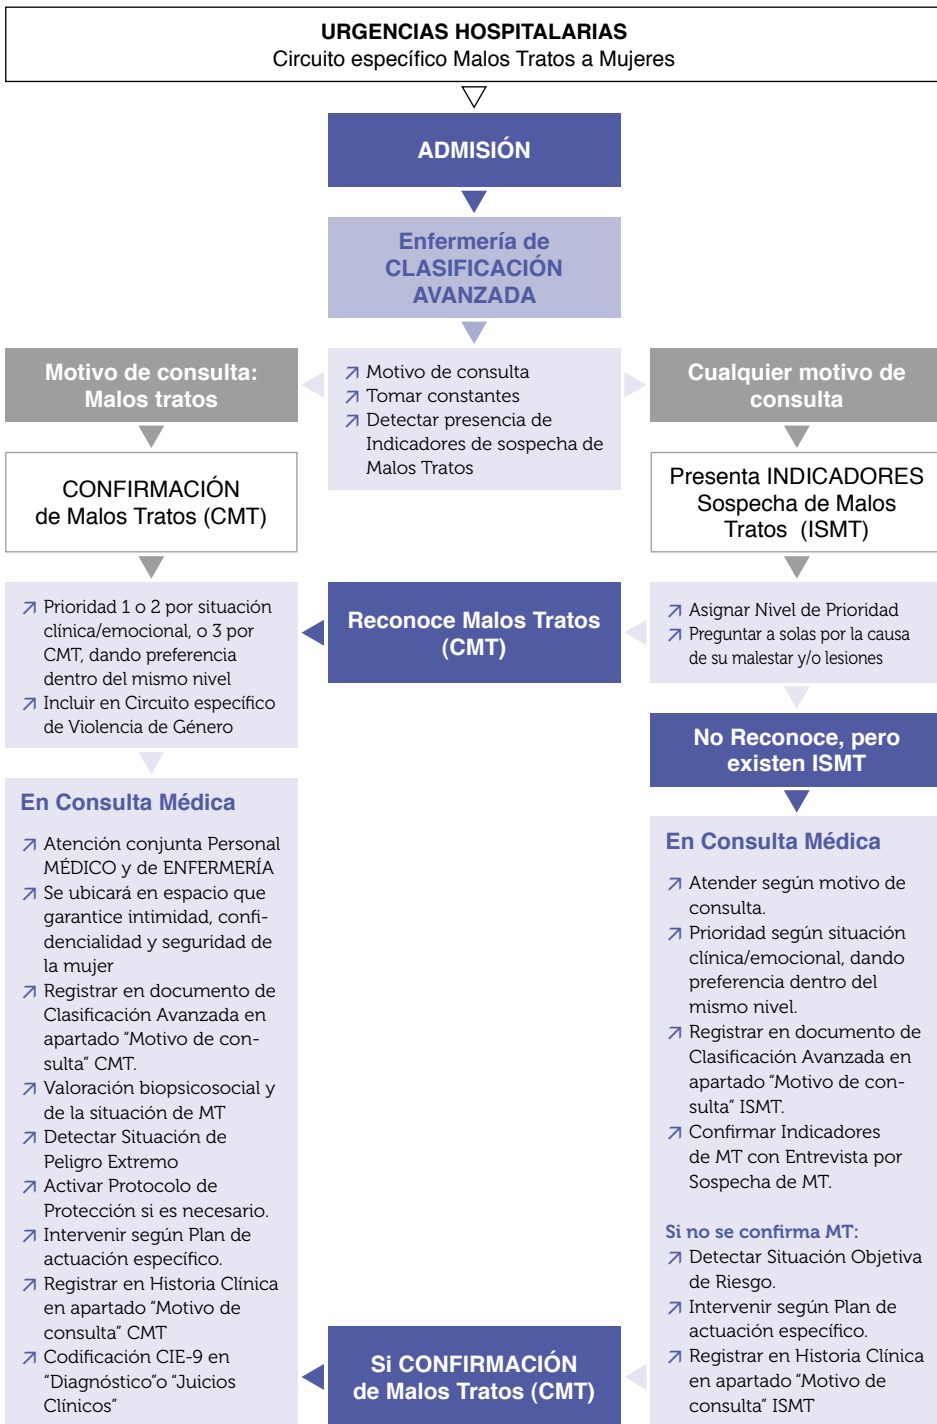 URGENCIAS HOSPITALARIAS
Circuito específico Malos Tratos a Mujeres
ADMISIÓN
Enfermería de
CLASIFICACIÓN
AVANZADA
Motivo de consulta:
Malos tratos
Motivo de consulta
Tomar constantes
Detectar presencia de
Indicadores de sospecha de
Malos Tratos
Cualquier motivo de
consulta
CONFIRMACIÓN
de Malos Tratos (CMT)
Presenta INDICADORES
Sospecha de Malos
Tratos (ISMT)
Prioridad 1 o 2 por situación
clínica/emocional, o 3 por
CMT, dando preferencia
dentro del mismo nivel
Incluir en Circuito específico
de Violencia de Género
Reconoce Malos Tratos
(CMT)
Asignar Nivel de Prioridad
Preguntar a solas por la causa
de su malestar y/o lesiones
No Reconoce, pero
existen ISMT
En Consulta Médica
Atención conjunta Personal
MÉDICO y de ENFERMERÍA
Se ubicará en espacio que
garantice intimidad, confi-
dencialidad y seguridad de
la mujer
Registrar en documento de
Clasificación Avanzada en
apartado "Motivo de con-
sulta" CMT.
Valoración biopsicosocial y
de la situación de MT
Detectar Situación de
Peligro Extremo
Activar Protocolo de
Protección si es necesario.
Intervenir según Plan de
actuación específico.
Registrar en Historia Clínica
en apartado "Motivo de
consulta" CMT
Codificación CIE-9 en
"Diagnóstico"o "Juicios
Clínicos"
En Consulta Médica
Atender según motivo de
consulta.
Prioridad según situación
clínica/emocional, dando
preferencia dentro del
mismo nivel.
Registrar en documento de
Clasificación Avanzada en
apartado "Motivo de con-
sulta" ISMT.
Confirmar Indicadores
de MT con Entrevista por
Sospecha de MT.
Si no se confirma MT:
Detectar Situación Objetiva
de Riesgo.
Intervenir según Plan de
actuación específico.
Registrar en Historia Clínica
en apartado "Motivo de
consulta" ISMT
Si CONFIRMACIÓN
de Malos Tratos (CMT)